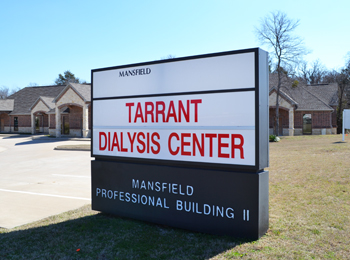 MANSFIELD
TARRANT
DIALYSIS CENTER
MANSFIELD
PROFESSIONAL BUILDING II